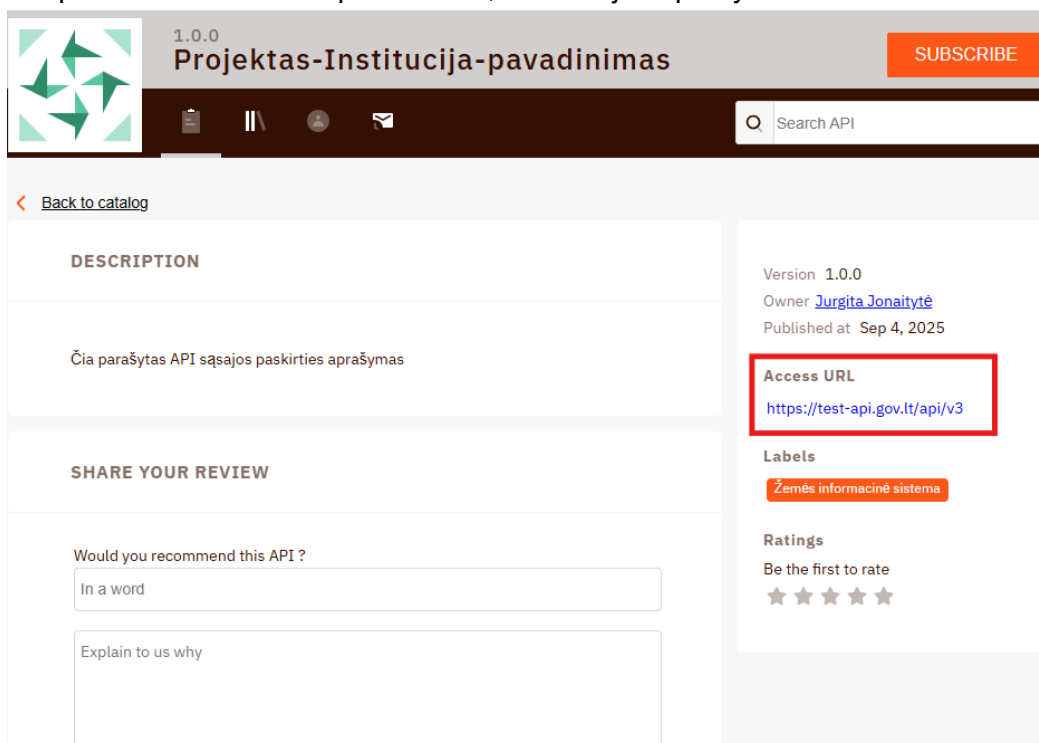 1.0.0
Projektas-Institucija-pavadinimas
SUBSCRIBE
Search API
Back to catalog
DESCRIPTION
Čia parašytas API sąsajos paskirties aprašymas
SHARE YOUR REVIEW
Would you recommend this API ?
In a word
Explain to us why
Version 1.0.0
Owner Jurgita Jonaitytė
Published at Sep 4, 2025
Access URL
https://test-api.gov.lt/api/v3
Labels
Žemės informacinė sistema
Ratings
Be the first to rate